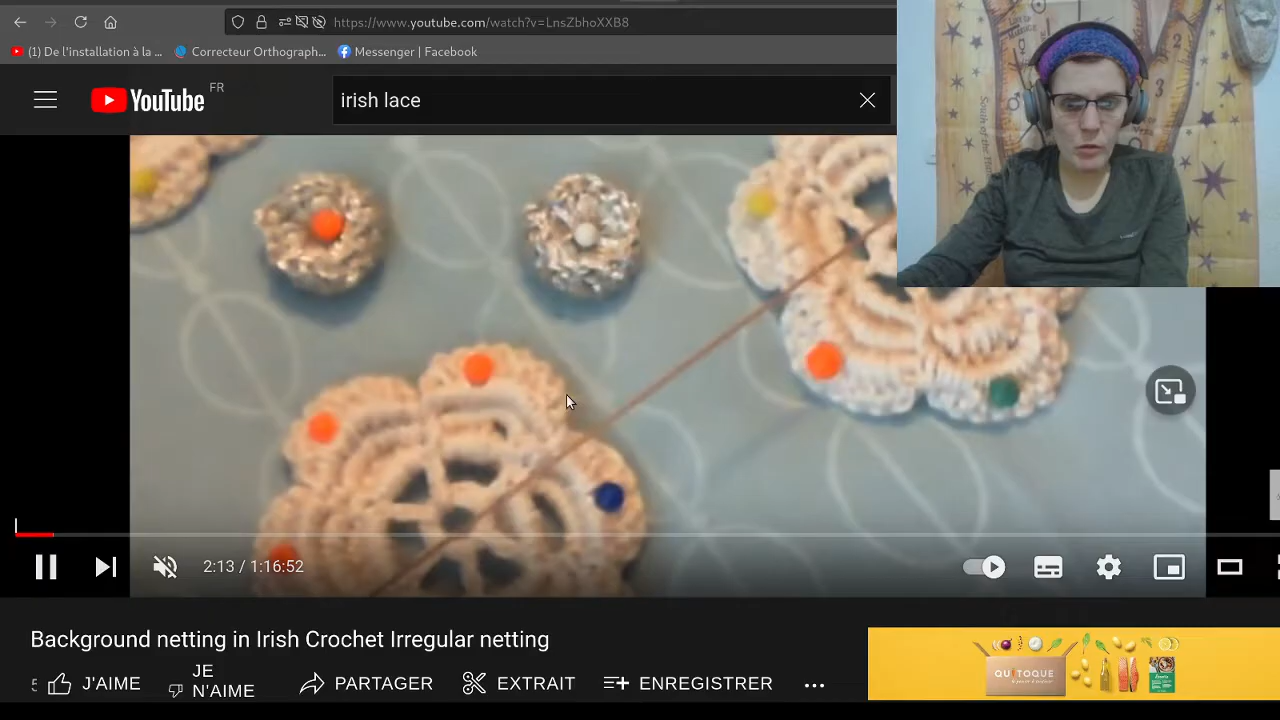 https://www.youtube.com/watch?v=LnsZbhoXXB8
(1) De l'installation à la ...
Correcteur Orthograph...
Messenger | Facebook
YouTube FR
irish lace
2:13 / 1:16:52
Background netting in Irish Crochet Irregular netting
J'AIME
JE N'AIME
PARTAGER
EXTRAIT
ENREGISTRER
...
QUITOQUE